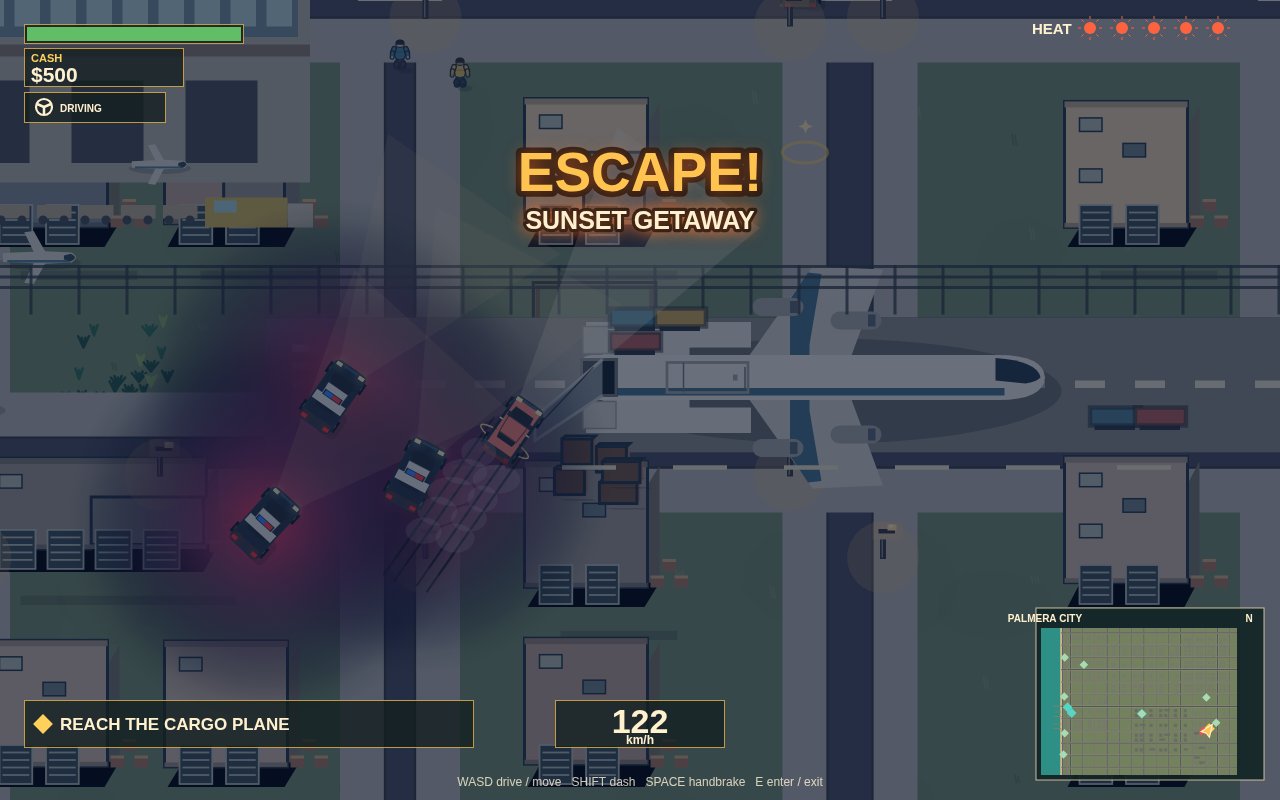 CASH
$500
DRIVING
HEAT
ESCAPE!
SUNSET GETAWAY
PALMERA CITY N
REACH THE CARGO PLANE
122
km/h
WASD drive / move SHIFT dash SPACE handbrake E enter / exit